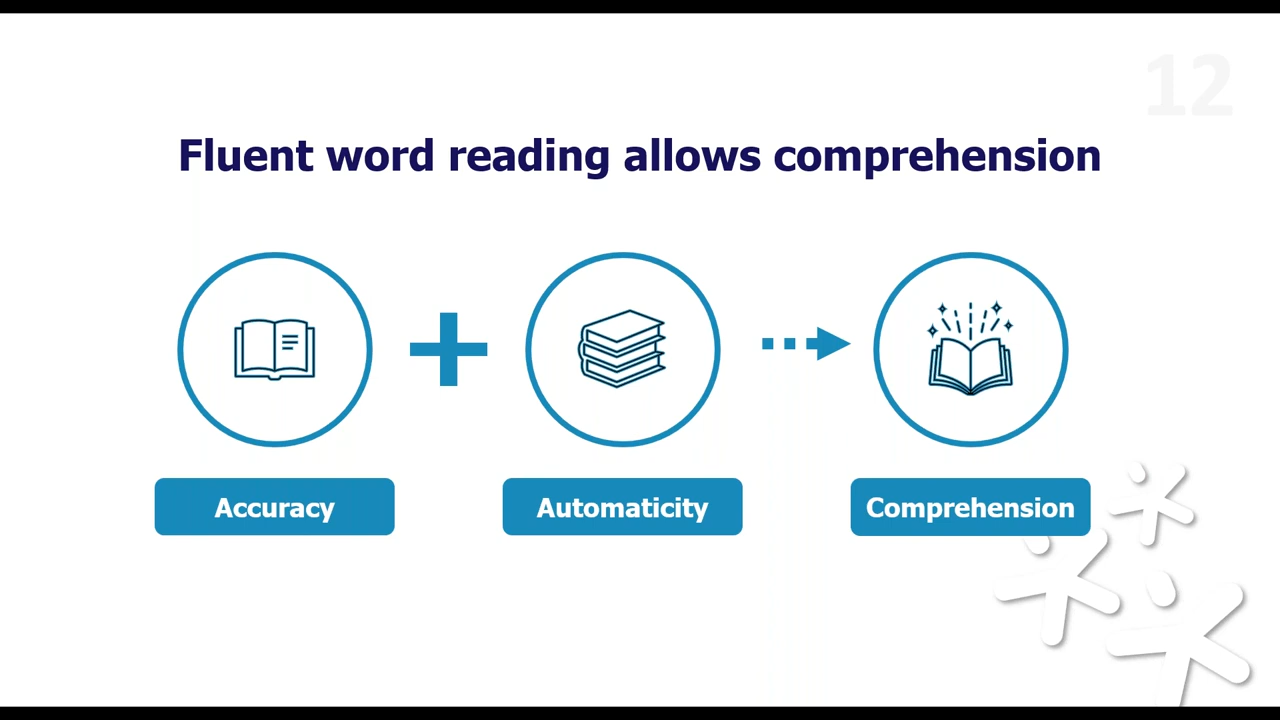 12
Fluent word reading allows comprehension
Accuracy
Automaticity
Comprehension